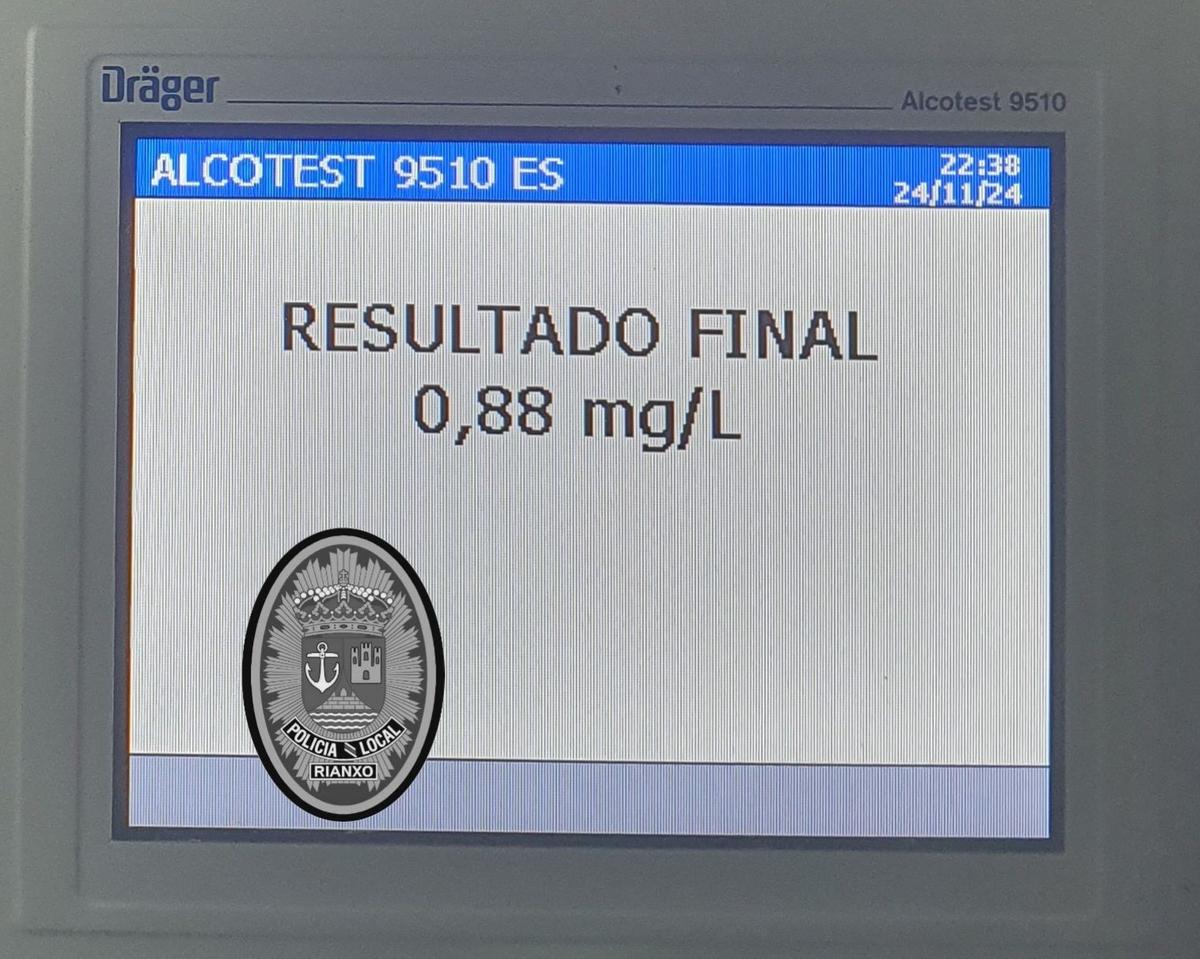 Dräger
Alcotest 9510
ALCOTEST 9510 ES
22:38
24/11/24
RESULTADO FINAL
0,88 mg/L
POLICIA LOCAL
RIANXO